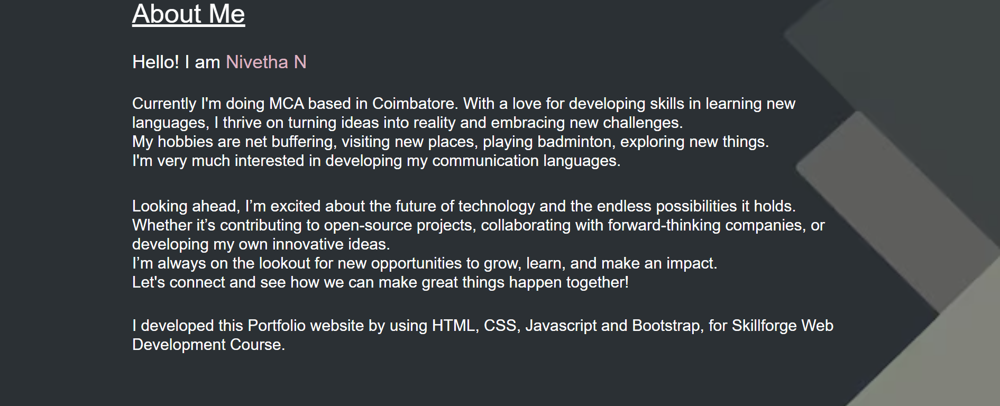 About Me
Hello! I am Nivetha N
Currently I'm doing MCA based in Coimbatore. With a love for developing skills in learning new
languages, I thrive on turning ideas into reality and embracing new challenges.
My hobbies are net buffering, visiting new places, playing badminton, exploring new things.
I'm very much interested in developing my communication languages.
Looking ahead, I’m excited about the future of technology and the endless possibilities it holds.
Whether it’s contributing to open-source projects, collaborating with forward-thinking companies, or
developing my own innovative ideas.
I’m always on the lookout for new opportunities to grow, learn, and make an impact.
Let's connect and see how we can make great things happen together!
I developed this Portfolio website by using HTML, CSS, Javascript and Bootstrap, for Skillforge Web
Development Course.